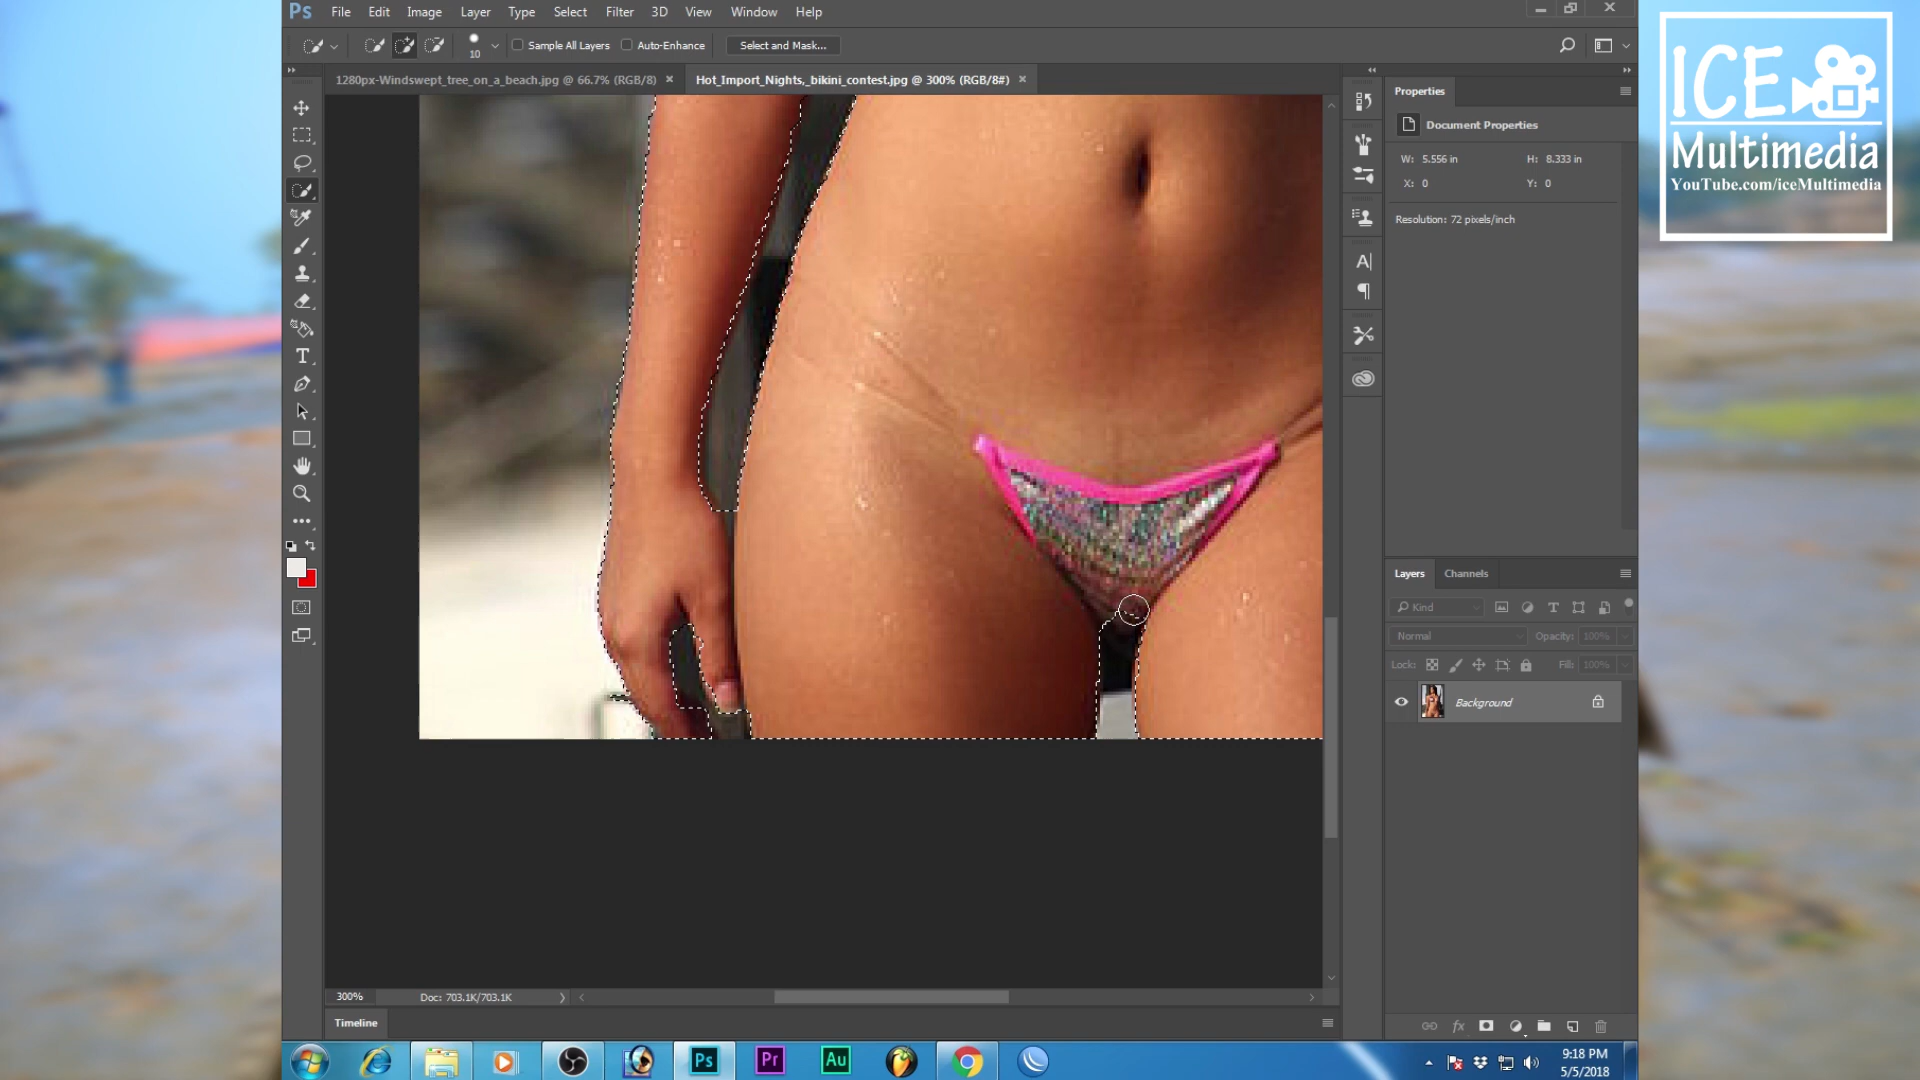 Ps File Edit Image Layer Type Select Filter 3D View Window Help
10 Sample All Layers Auto-Enhance Select and Mask...
1280px-Windswept_tree_on_a_beach.jpg @ 66.7% (RGB/8) × Hot_Import_Nights,_bikini_contest.jpg @ 300% (RGB/8#) ×
Properties
Document Properties
W: 5.556 in H: 8.333 in
X: 0 Y: 0
Resolution: 72 pixels/inch
Layers Channels
Kind
Normal Opacity: 100%
Lock: Fill: 100%
Background
fx
300% Doc: 703.1K/703.1K
Timeline
Ps Pr Au
9:18 PM
5/5/2018
ICE
Multimedia
YouTube.com/iceMultimedia